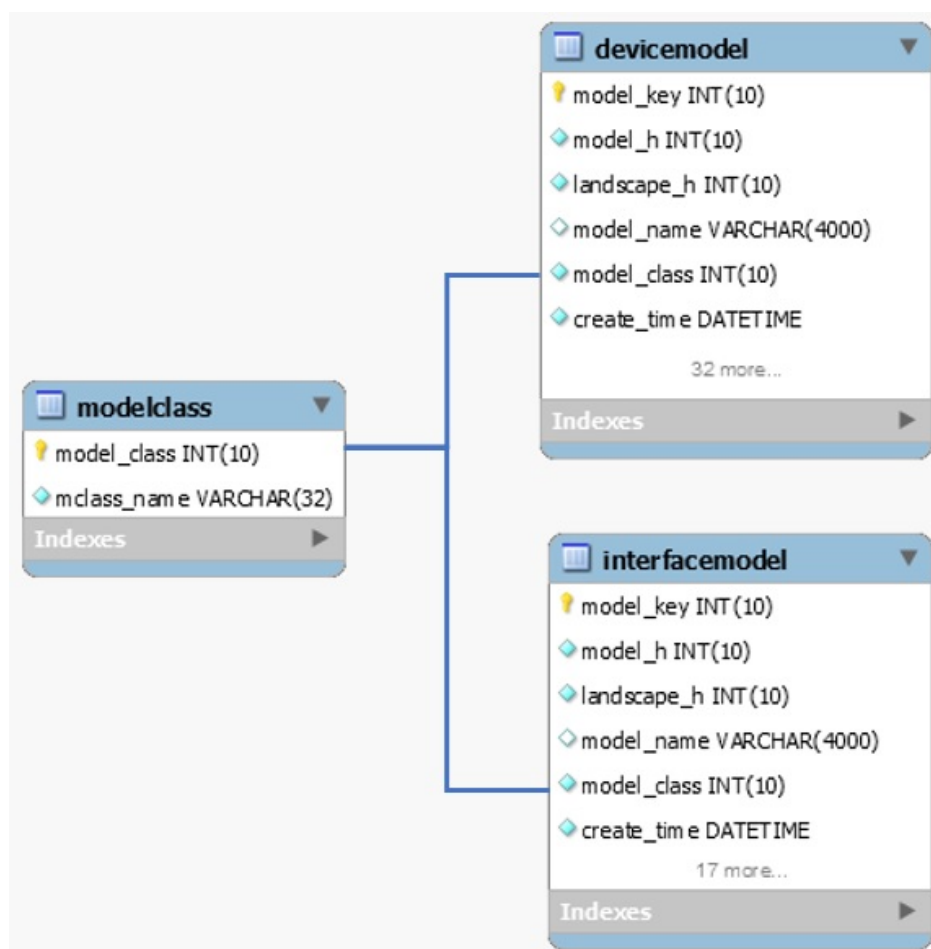 devicemodel
model_key INT(10)
model_h INT(10)
landscape_h INT(10)
model_name VARCHAR(4000)
model_class INT(10)
create_time DATETIME
32 more...
Indexes
modelclass
model_class INT(10)
mclass_name VARCHAR(32)
Indexes
interfacemodel
model_key INT(10)
model_h INT(10)
landscape_h INT(10)
model_name VARCHAR(4000)
model_class INT(10)
create_time DATETIME
17 more...
Indexes